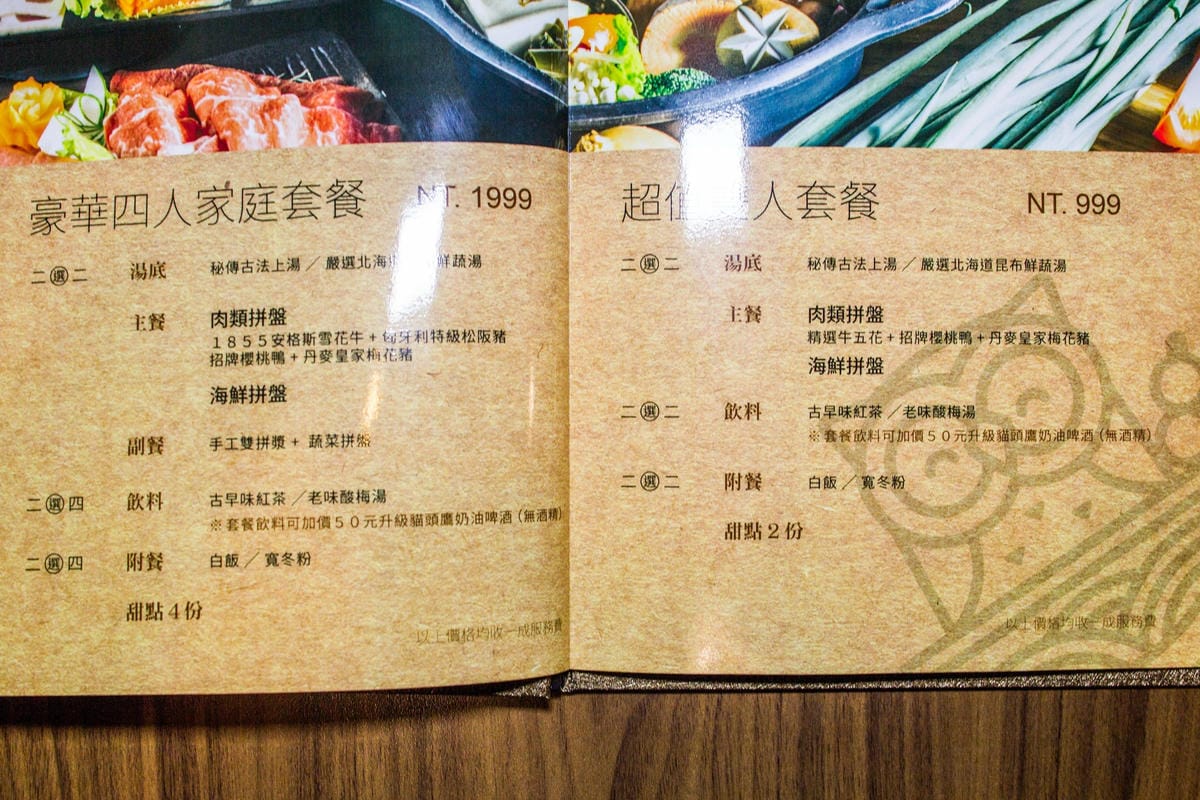 豪華四人家庭套餐 NT. 1999
二選二 湯底 秘傳古法上湯／嚴選北海 鮮蔬湯
主餐 肉類拼盤
1855安格斯雪花牛+匈牙利特級松阪豬
招牌櫻桃鴨+丹麥皇家梅花豬
海鮮拼盤
副餐 手工雙拼漿+ 蔬菜拼盤
二選四 飲料 古早味紅茶／老味酸梅湯
※套餐飲料可加價50元升級貓頭鷹奶油啤酒(無酒精)
二選四 附餐 白飯／寬冬粉
甜點4份
以上價格均收一成服務費
超值 人套餐 NT. 999
二選二 湯底 秘傳古法上湯／嚴選北海道昆布鮮蔬湯
主餐 肉類拼盤
精選牛五花+招牌櫻桃鴨+丹麥皇家梅花豬
海鮮拼盤
二選二 飲料 古早味紅茶／老味酸梅湯
※套餐飲料可加價50元升級貓頭鷹奶油啤酒(無酒精)
二選二 附餐 白飯／寬冬粉
甜點2份
以上價格均收一成服務費